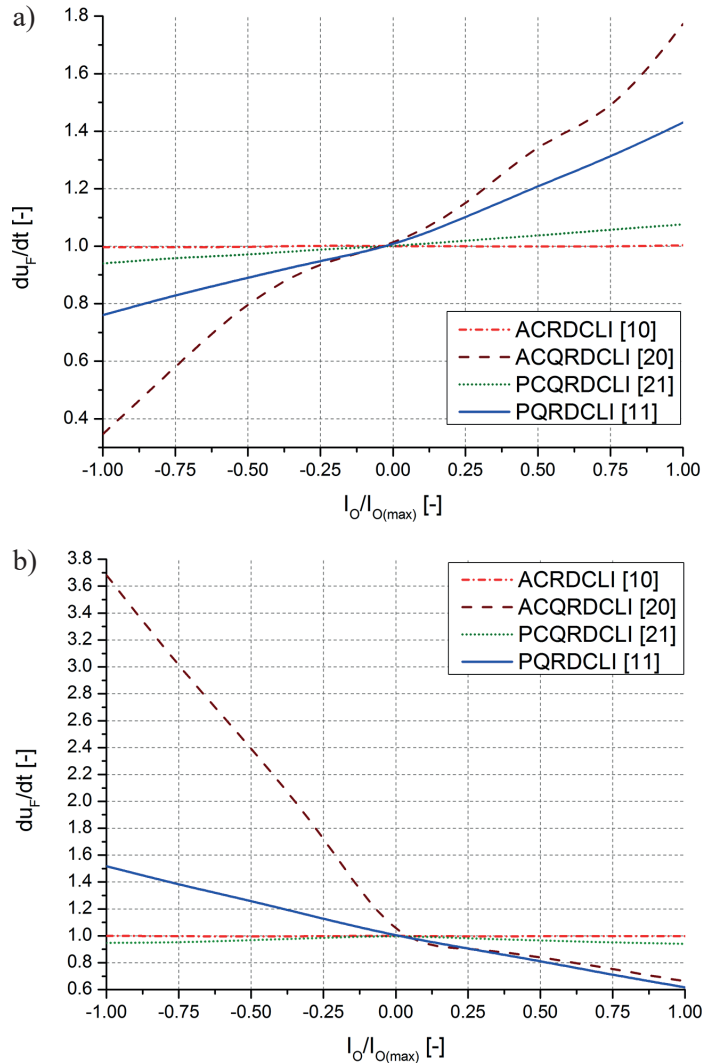 a)
1.8
1.6
1.4
1.2
1.0
0.8
0.6
0.4
du_F/dt [-]
ACRDCLI [10]
ACQRDCLI [20]
PCQRDCLI [21]
PQRDCLI [11]
-1.00 -0.75 -0.50 -0.25 0.00 0.25 0.50 0.75 1.00
I_O/I_O(max) [-]
b)
3.8
3.6
3.4
3.2
3.0
2.8
2.6
2.4
2.2
2.0
1.8
1.6
1.4
1.2
1.0
0.8
0.6
du_F/dt [-]
ACRDCLI [10]
ACQRDCLI [20]
PCQRDCLI [21]
PQRDCLI [11]
-1.00 -0.75 -0.50 -0.25 0.00 0.25 0.50 0.75 1.00
I_O/I_O(max) [-]